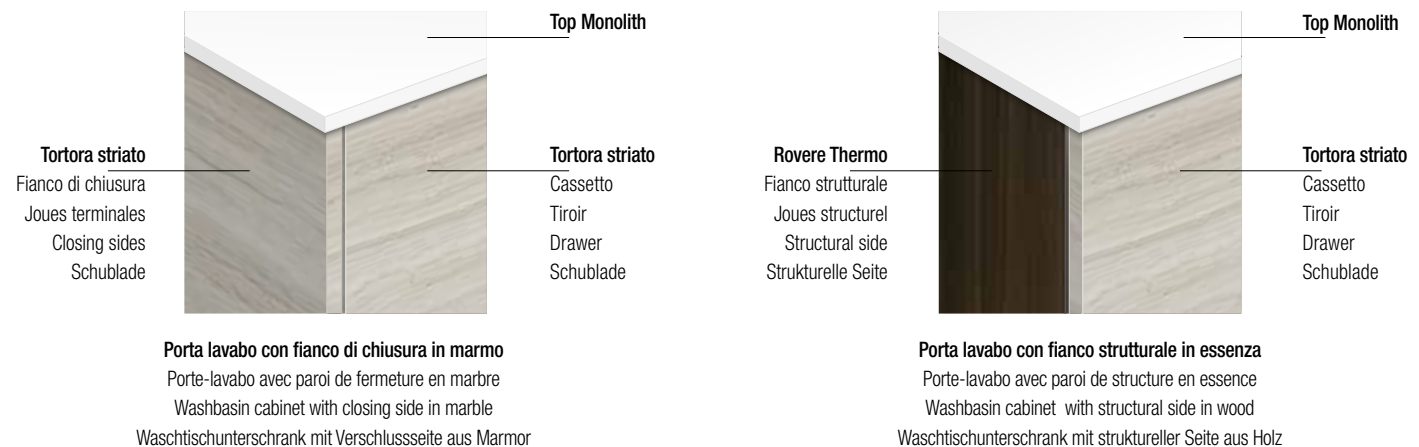 Top Monolith
Tortora striato
Fianco di chiusura
Joues terminales
Closing sides
Schublade
Tortora striato
Cassetto
Tiroir
Drawer
Schublade
Porta lavabo con fianco di chiusura in marmo
Porte-lavabo avec paroi de fermeture en marbre
Washbasin cabinet with closing side in marble
Waschtischunterschrank mit Verschlussseite aus Marmor
Top Monolith
Rovere Thermo
Fianco strutturale
Joues structurel
Structural side
Strukturelle Seite
Tortora striato
Cassetto
Tiroir
Drawer
Schublade
Porta lavabo con fianco strutturale in essenza
Porte-lavabo avec paroi de structure en essence
Washbasin cabinet with structural side in wood
Waschtischunterschrank mit struktureller Seite aus Holz